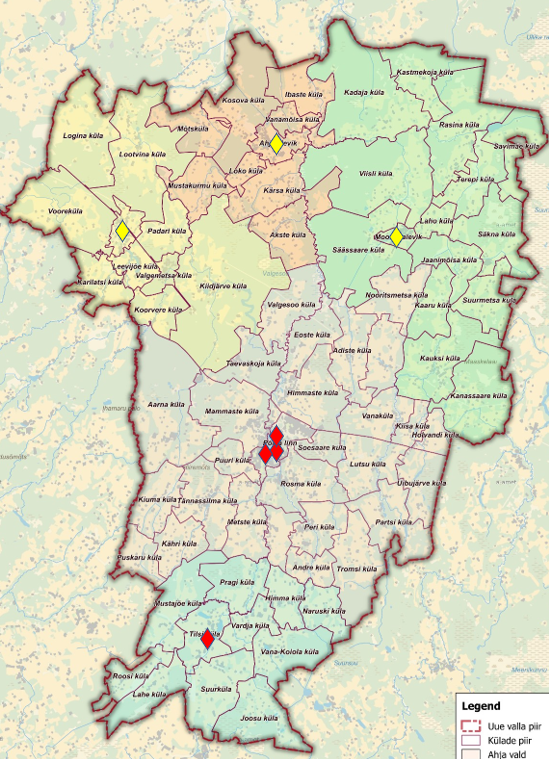 Kastmekoja küla
Kadaja küla
Ibaste küla
Kosova küla
Vanamõisa küla
Rasina küla
Mõtsküla
Logina küla
Lootvina küla
Savimäe küla
Loko küla
Viisli küla
Terepi küla
Mustakurmu küla
Kärsa küla
Vooreküla
Padari küla
Akste küla
Laho küla
Säkna küla
Säässaare küla
Jaanimõisa küla
Leevijõe küla
Valgemetsa küla
Karilatsi küla
Kiidjärve küla
Nooritsmetsa küla
Suurmetsa küla
Koorvere küla
Valgesoo küla
Kaaru küla
Eoste küla
Adiste küla
Kauksi küla
Taevaskoja küla
Himmaste küla
Kanassaare küla
Aarna küla
Mammaste küla
Vanaküla
Kiisa küla
Holvandi küla
Soesaare küla
Puuri küla
Lutsu küla
Rosma küla
Uibujärve küla
Kiuma küla
Tännassilma küla
Metste küla
Peri küla
Partsi küla
Kähri küla
Puskaru küla
Andre küla
Tromsi küla
Pragi küla
Himma küla
Mustajõe küla
Naruski küla
Vardja küla
Vana-Koiola küla
Roosi küla
Lahe küla
Suurküla
Joosu küla
Legend
Uue valla piir
Külade piir
Ahja vald